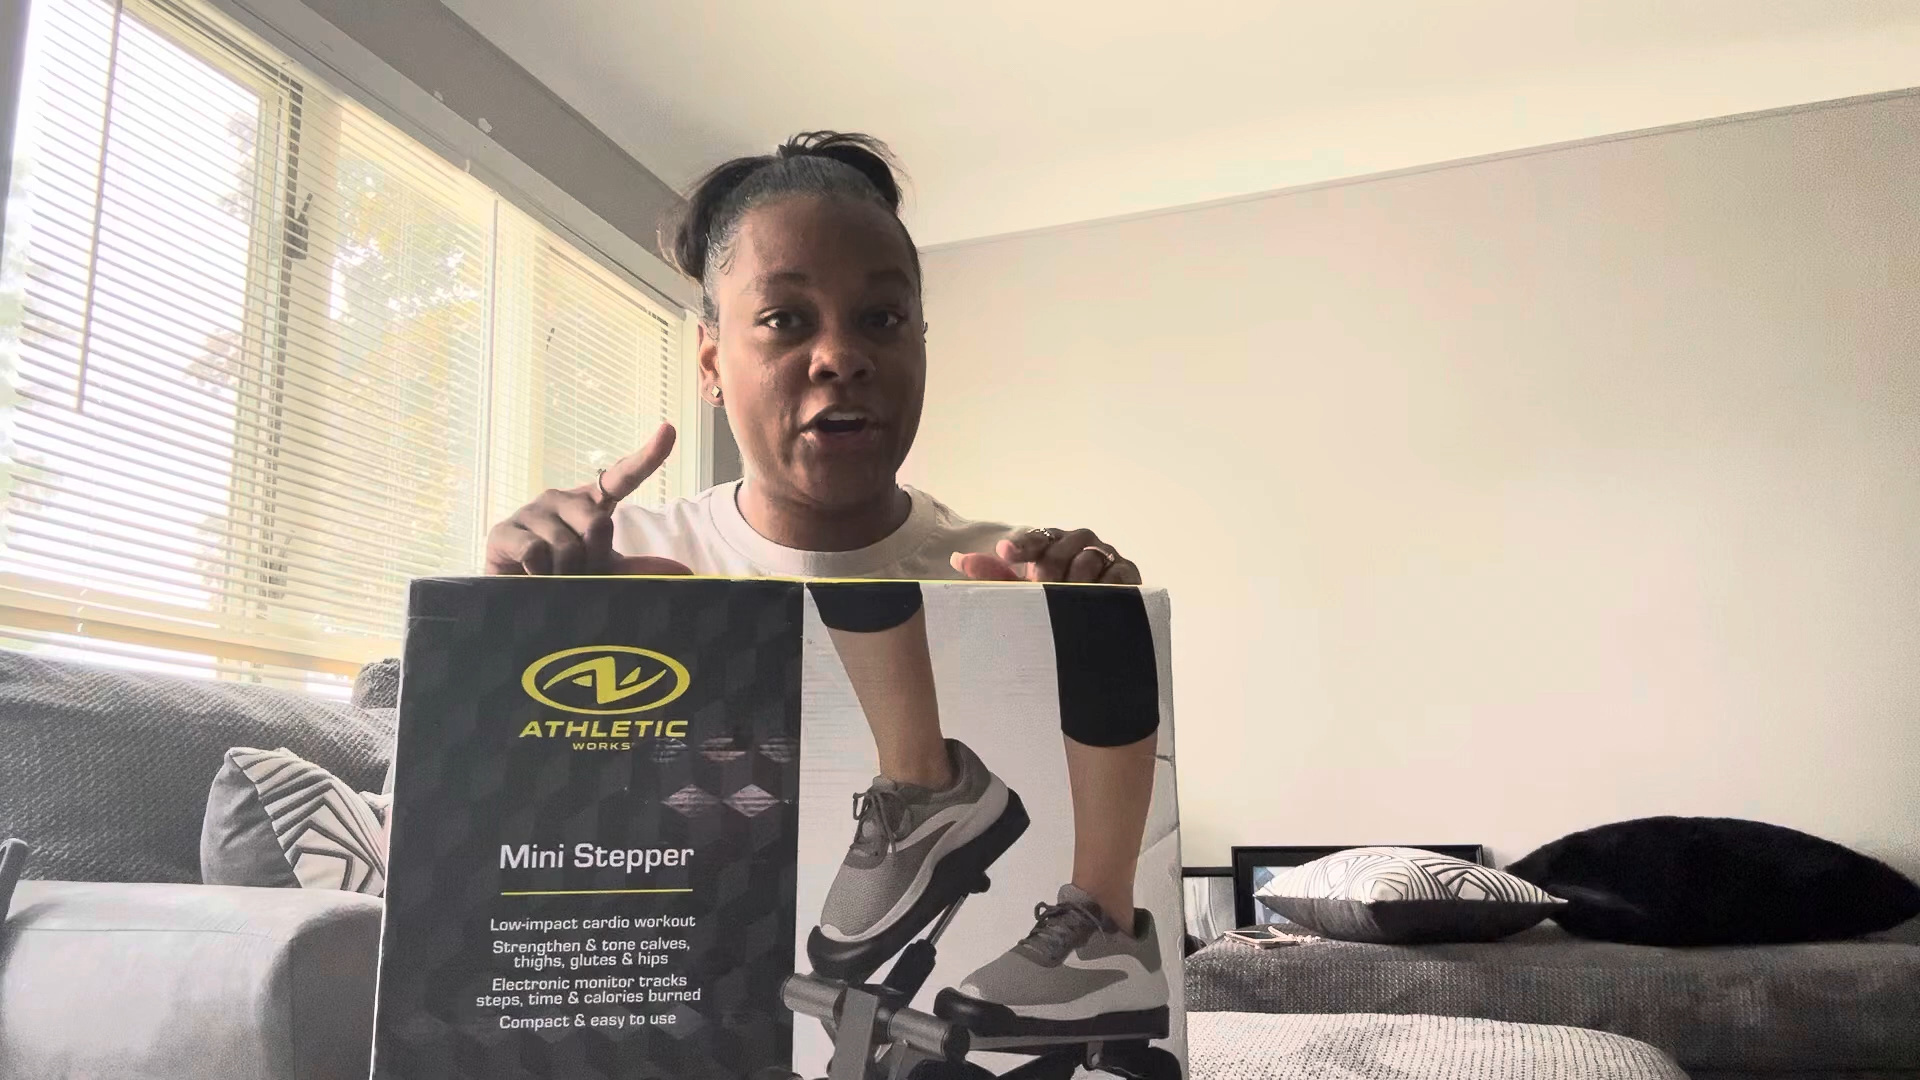 ATHLETIC
WORKS
Mini Stepper
Low-impact cardio workout
Strengthen & tone calves,
thighs, glutes & hips
Electronic monitor tracks
steps, time & calories burned
Compact & easy to use